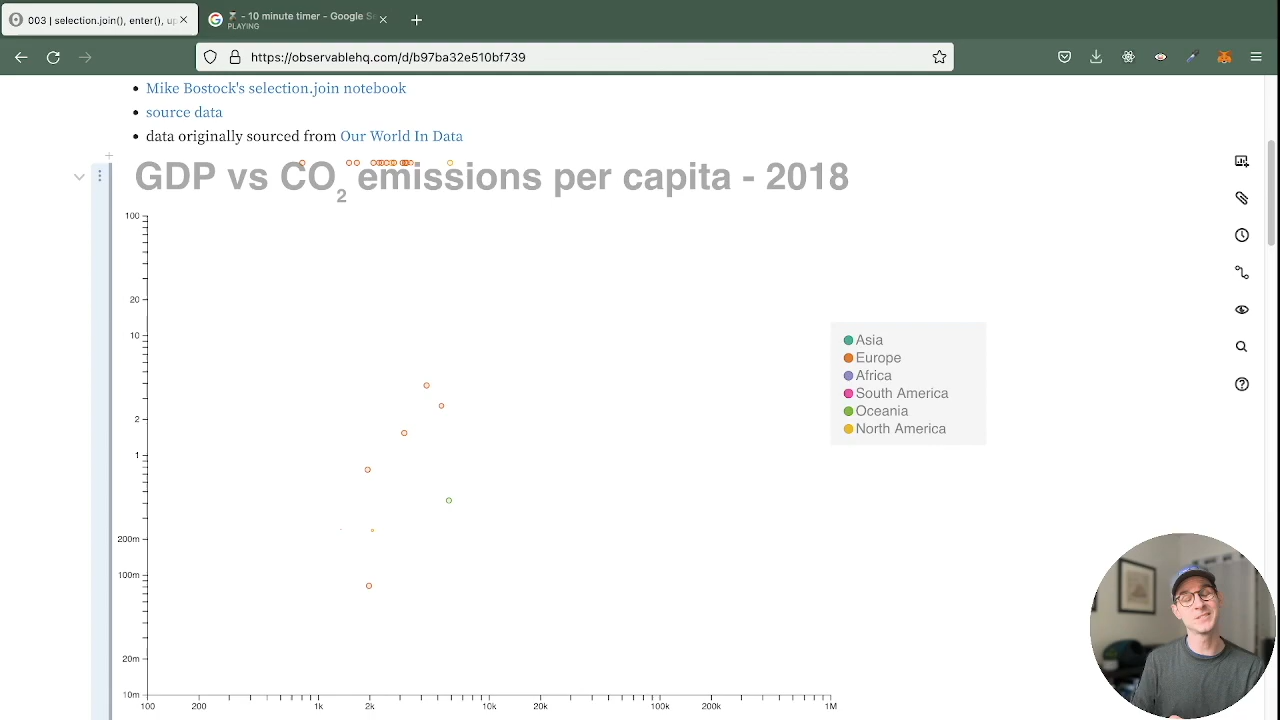 003 | selection.join(), enter(), up
- 10 minute timer - Google Se
PLAYING
https://observablehq.com/d/b97ba32e510bf739
Mike Bostock's selection.join notebook
source data
data originally sourced from Our World In Data
GDP vs CO2 emissions per capita - 2018
100
20
10
2
1
200m
100m
20m
10m
100 200 1k 2k 10k 20k 100k 200k 1M
Asia
Europe
Africa
South America
Oceania
North America